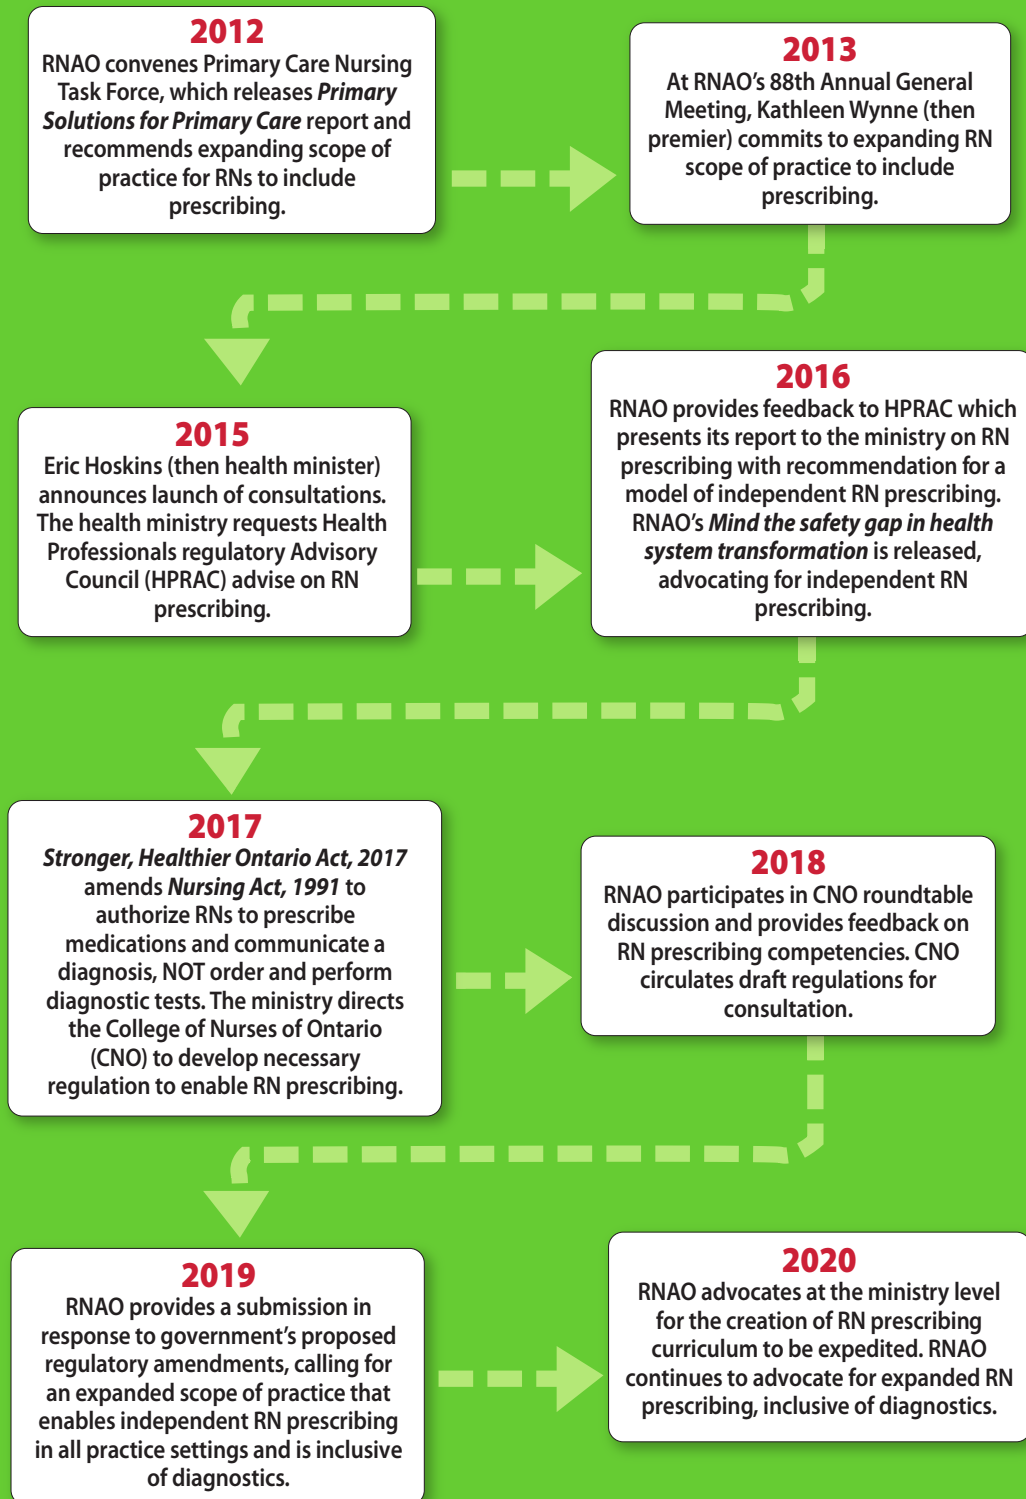 2012
RNAO convenes Primary Care Nursing
Task Force, which releases Primary
Solutions for Primary Care report and
recommends expanding scope of
practice for RNs to include
prescribing.
2013
At RNAO's 88th Annual General
Meeting, Kathleen Wynne (then
premier) commits to expanding RN
scope of practice to include
prescribing.
2015
Eric Hoskins (then health minister)
announces launch of consultations.
The health ministry requests Health
Professionals regulatory Advisory
Council (HPRAC) advise on RN
prescribing.
2016
RNAO provides feedback to HPRAC which
presents its report to the ministry on RN
prescribing with recommendation for a
model of independent RN prescribing.
RNAO's Mind the safety gap in health
system transformation is released,
advocating for independent RN
prescribing.
2017
Stronger, Healthier Ontario Act, 2017
amends Nursing Act, 1991 to
authorize RNs to prescribe
medications and communicate a
diagnosis, NOT order and perform
diagnostic tests. The ministry directs
the College of Nurses of Ontario
(CNO) to develop necessary
regulation to enable RN prescribing.
2018
RNAO participates in CNO roundtable
discussion and provides feedback on
RN prescribing competencies. CNO
circulates draft regulations for
consultation.
2019
RNAO provides a submission in
response to government's proposed
regulatory amendments, calling for
an expanded scope of practice that
enables independent RN prescribing
in all practice settings and is inclusive
of diagnostics.
2020
RNAO advocates at the ministry level
for the creation of RN prescribing
curriculum to be expedited. RNAO
continues to advocate for expanded RN
prescribing, inclusive of diagnostics.